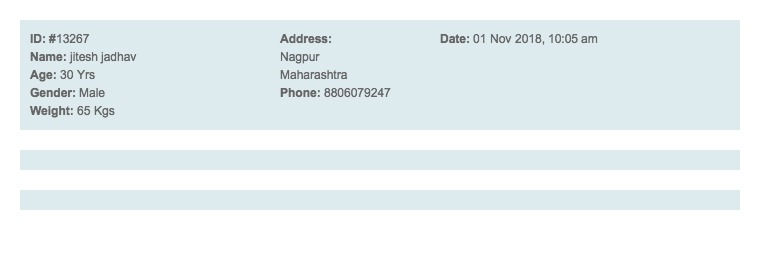 ID: #13267
Name: jitesh jadhav
Age: 30 Yrs
Gender: Male
Weight: 65 Kgs
Address:
Nagpur
Maharashtra
Phone: 8806079247
Date: 01 Nov 2018, 10:05 am